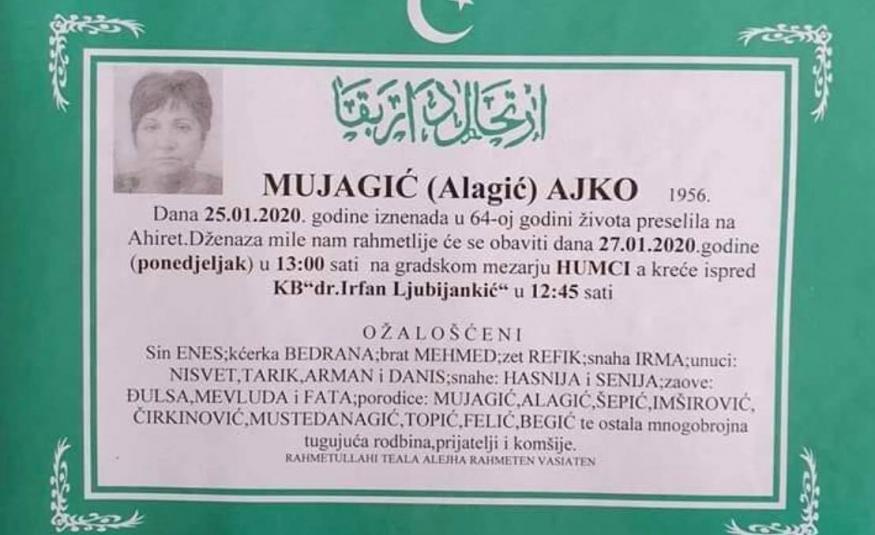 ارتحال دار بقا
MUJAGIĆ (Alagić) AJKO 1956.
Dana 25.01.2020. godine iznenada u 64-oj godini života preselila na
Ahiret.Dženaza mile nam rahmetlije će se obaviti dana 27.01.2020.godine
(ponedjeljak) u 13:00 sati na gradskom mezarju HUMCI a kreće ispred
KB“dr.Irfan Ljubijankić“ u 12:45 sati
OŽALOŠĆENI
Sin ENES;kćerka BEDRANA;brat MEHMED;zet REFIK;snaha IRMA;unuci:
NISVET,TARIK,ARMAN i DANIS;snahe: HASNIJA i SENIJA;zaove:
ĐULSA,MEVLUDA i FATA;porodice: MUJAGIĆ,ALAGIĆ,ŠEPIĆ,IMŠIROVIĆ,
ČIRKINOVIĆ,MUSTEDANAGIĆ,TOPIĆ,FELIĆ,BEGIĆ te ostala mnogobrojna
tugujuća rodbina,prijatelji i komšije.
RAHMETULLAHI TEALA ALEJHA RAHMETEN VASIATEN